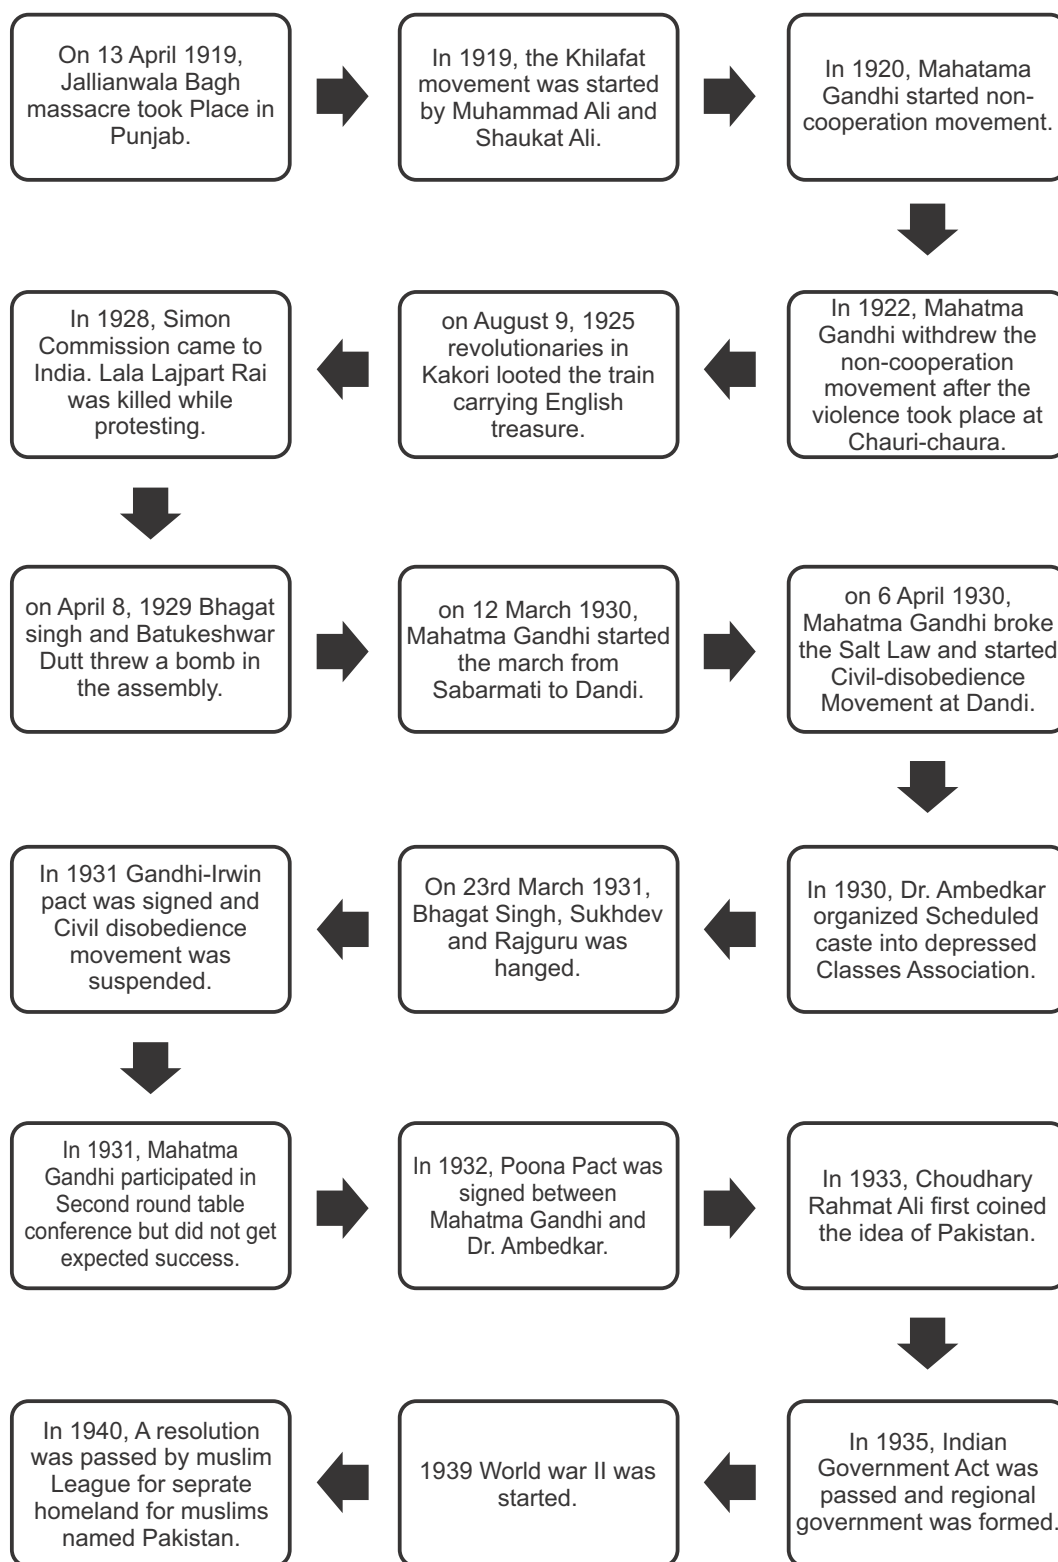 On 13 April 1919,
Jallianwala Bagh
massacre took Place in
Punjab.
In 1919, the Khilafat
movement was started
by Muhammad Ali and
Shaukat Ali.
In 1920, Mahatama
Gandhi started non-
cooperation movement.
In 1922, Mahatma
Gandhi withdrew the
non-cooperation
movement after the
violence took place at
Chauri-chaura.
on August 9, 1925
revolutionaries in
Kakori looted the train
carrying English
treasure.
In 1928, Simon
Commission came to
India. Lala Lajpart Rai
was killed while
protesting.
on April 8, 1929 Bhagat
singh and Batukeshwar
Dutt threw a bomb in
the assembly.
on 12 March 1930,
Mahatma Gandhi started
the march from
Sabarmati to Dandi.
on 6 April 1930,
Mahatma Gandhi broke
the Salt Law and started
Civil-disobedience
Movement at Dandi.
In 1930, Dr. Ambedkar
organized Scheduled
caste into depressed
Classes Association.
On 23rd March 1931,
Bhagat Singh, Sukhdev
and Rajguru was
hanged.
In 1931 Gandhi-Irwin
pact was signed and
Civil disobedience
movement was
suspended.
In 1931, Mahatma
Gandhi participated in
Second round table
conference but did not get
expected success.
In 1932, Poona Pact was
signed between
Mahatma Gandhi and
Dr. Ambedkar.
In 1933, Choudhary
Rahmat Ali first coined
the idea of Pakistan.
In 1935, Indian
Government Act was
passed and regional
government was formed.
1939 World war II was
started.
In 1940, A resolution
was passed by muslim
League for seprate
homeland for muslims
named Pakistan.